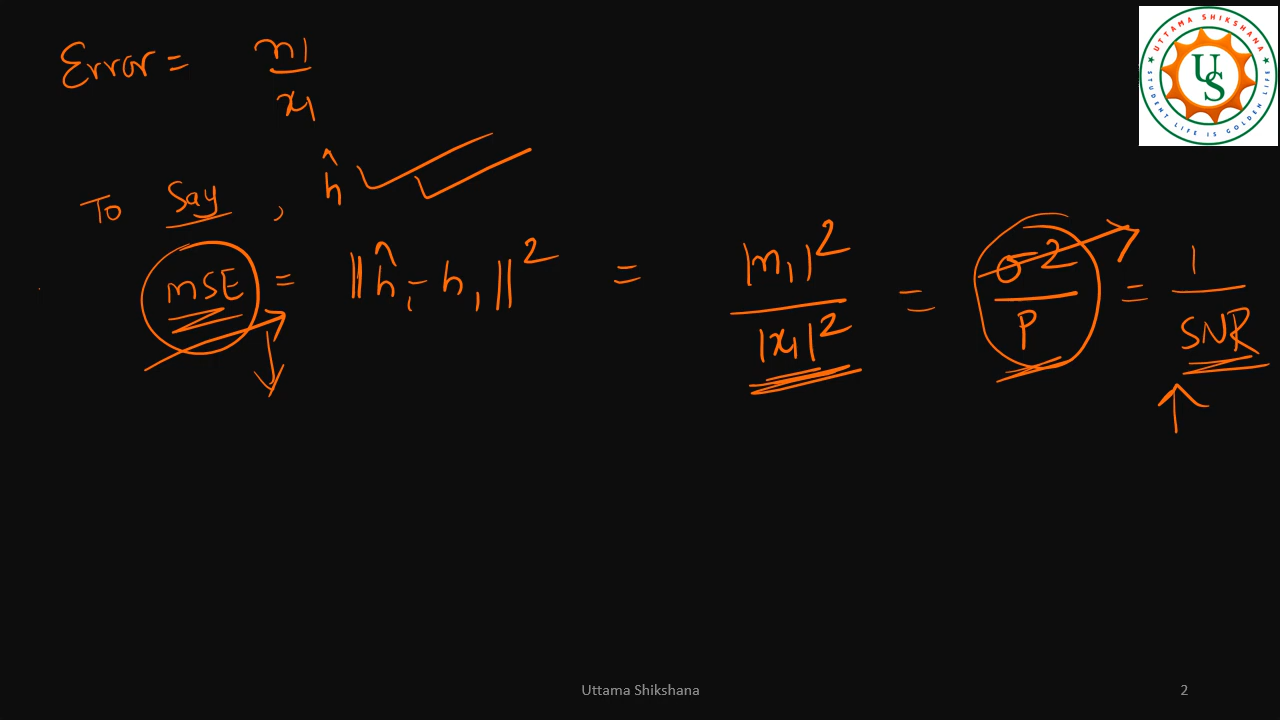 Error = n1 / x1
To Say , ĥ ✓✓
MSE = ||ĥ1 - h1||² = |n1|² / |x1|² = σ² / P = 1 / SNR
UTTAMA SHIKSHANA
US
STUDENT LIFE IS GOLDEN LIFE
Uttama Shikshana
2